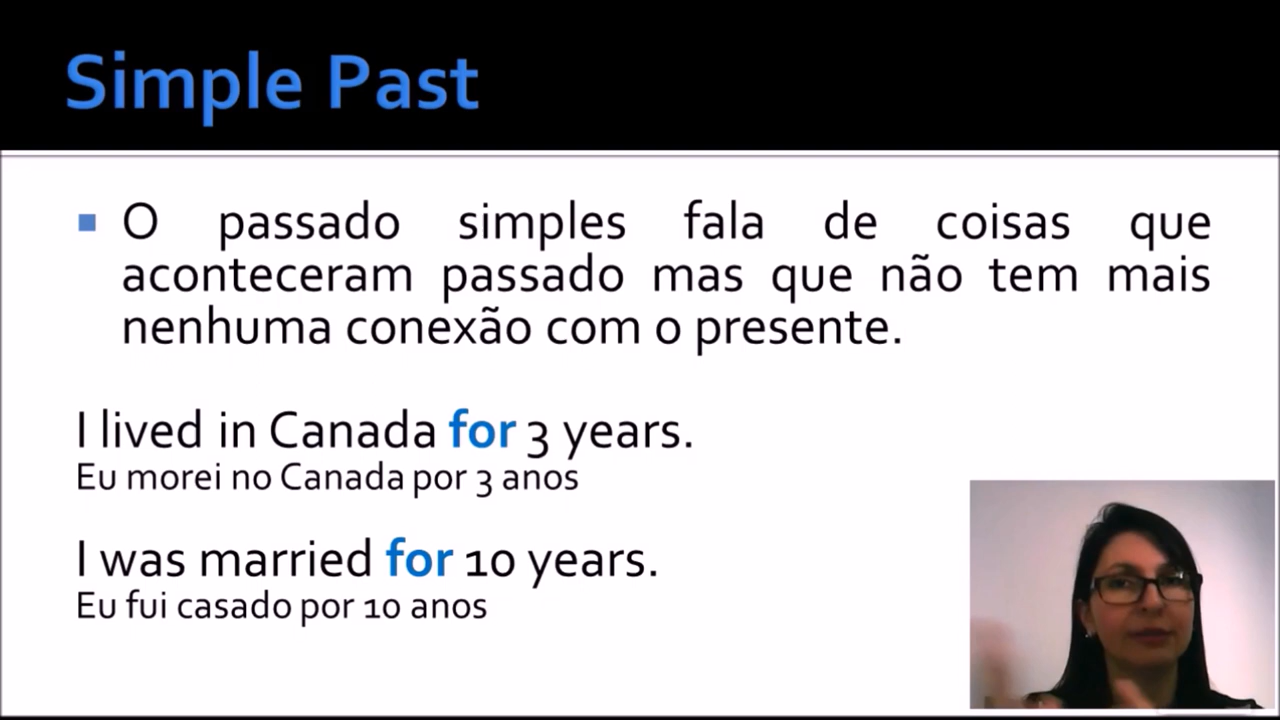 Simple Past
O passado simples fala de coisas que
aconteceram passado mas que não tem mais
nenhuma conexão com o presente.
I lived in Canada for 3 years.
Eu morei no Canada por 3 anos
I was married for 10 years.
Eu fui casado por 10 anos